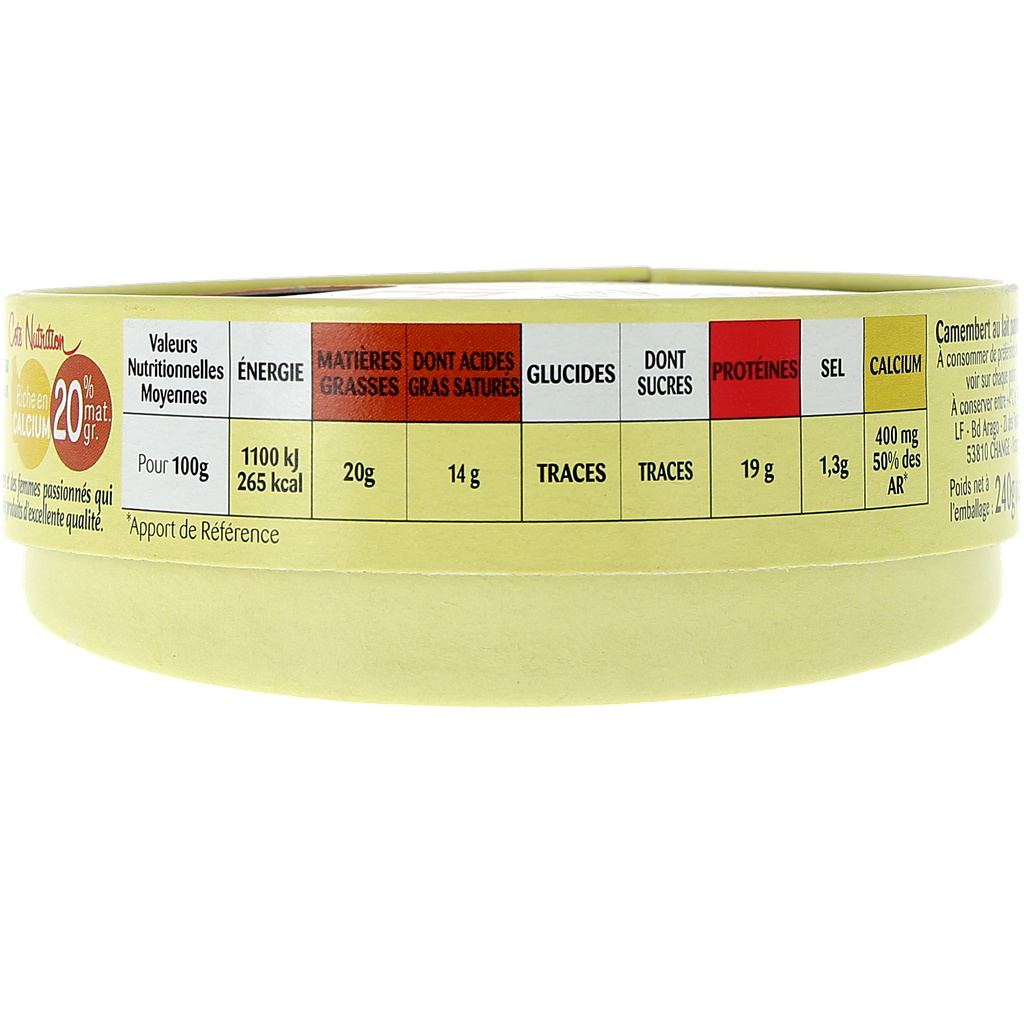 Côté Nutrition
Riche en
CALCIUM
20%
mat.
gr.
et des femmes passionnés qui
produits d'excellente qualité.
Valeurs
Nutritionnelles
Moyennes
ÉNERGIE
MATIÈRES
GRASSES
DONT ACIDES
GRAS SATURÉS
GLUCIDES
DONT
SUCRES
PROTÉINES
SEL
CALCIUM
Pour 100g
1100 kJ
265 kcal
20g
14 g
TRACES
TRACES
19 g
1,3g
400 mg
50% des
AR*
*Apport de Référence
Camembert au lait
À consommer de
voir sur chaque
À conserver entre
LF - Bd Arago - ZI des
53810 CHANGÉ
Poids net à
l'emballage : 240g